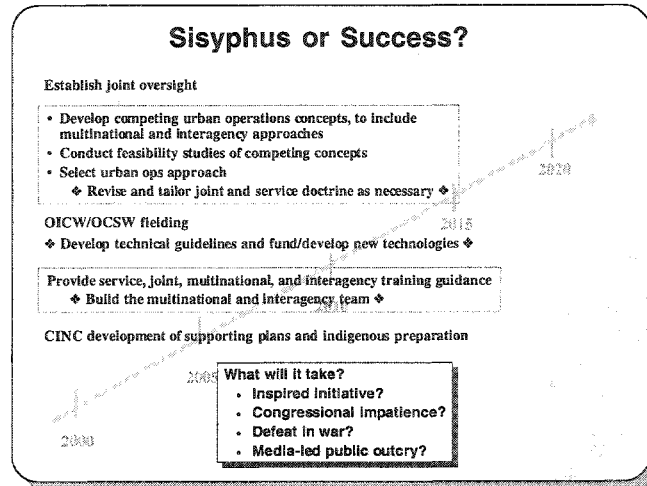 Sisyphus or Success?
Establish joint oversight
• Develop competing urban operations concepts, to include
multinational and interagency approaches
• Conduct feasibility studies of competing concepts
• Select urban ops approach
❖ Revise and tailor joint and service doctrine as necessary ❖
2020
2015
OICW/OCSW fielding
❖ Develop technical guidelines and fund/develop new technologies ❖
Provide service, joint, multinational, and interagency training guidance
❖ Build the multinational and interagency team ❖
2010
CINC development of supporting plans and indigenous preparation
2005
What will it take?
• Inspired initiative?
• Congressional impatience?
• Defeat in war?
• Media-led public outcry?
2000